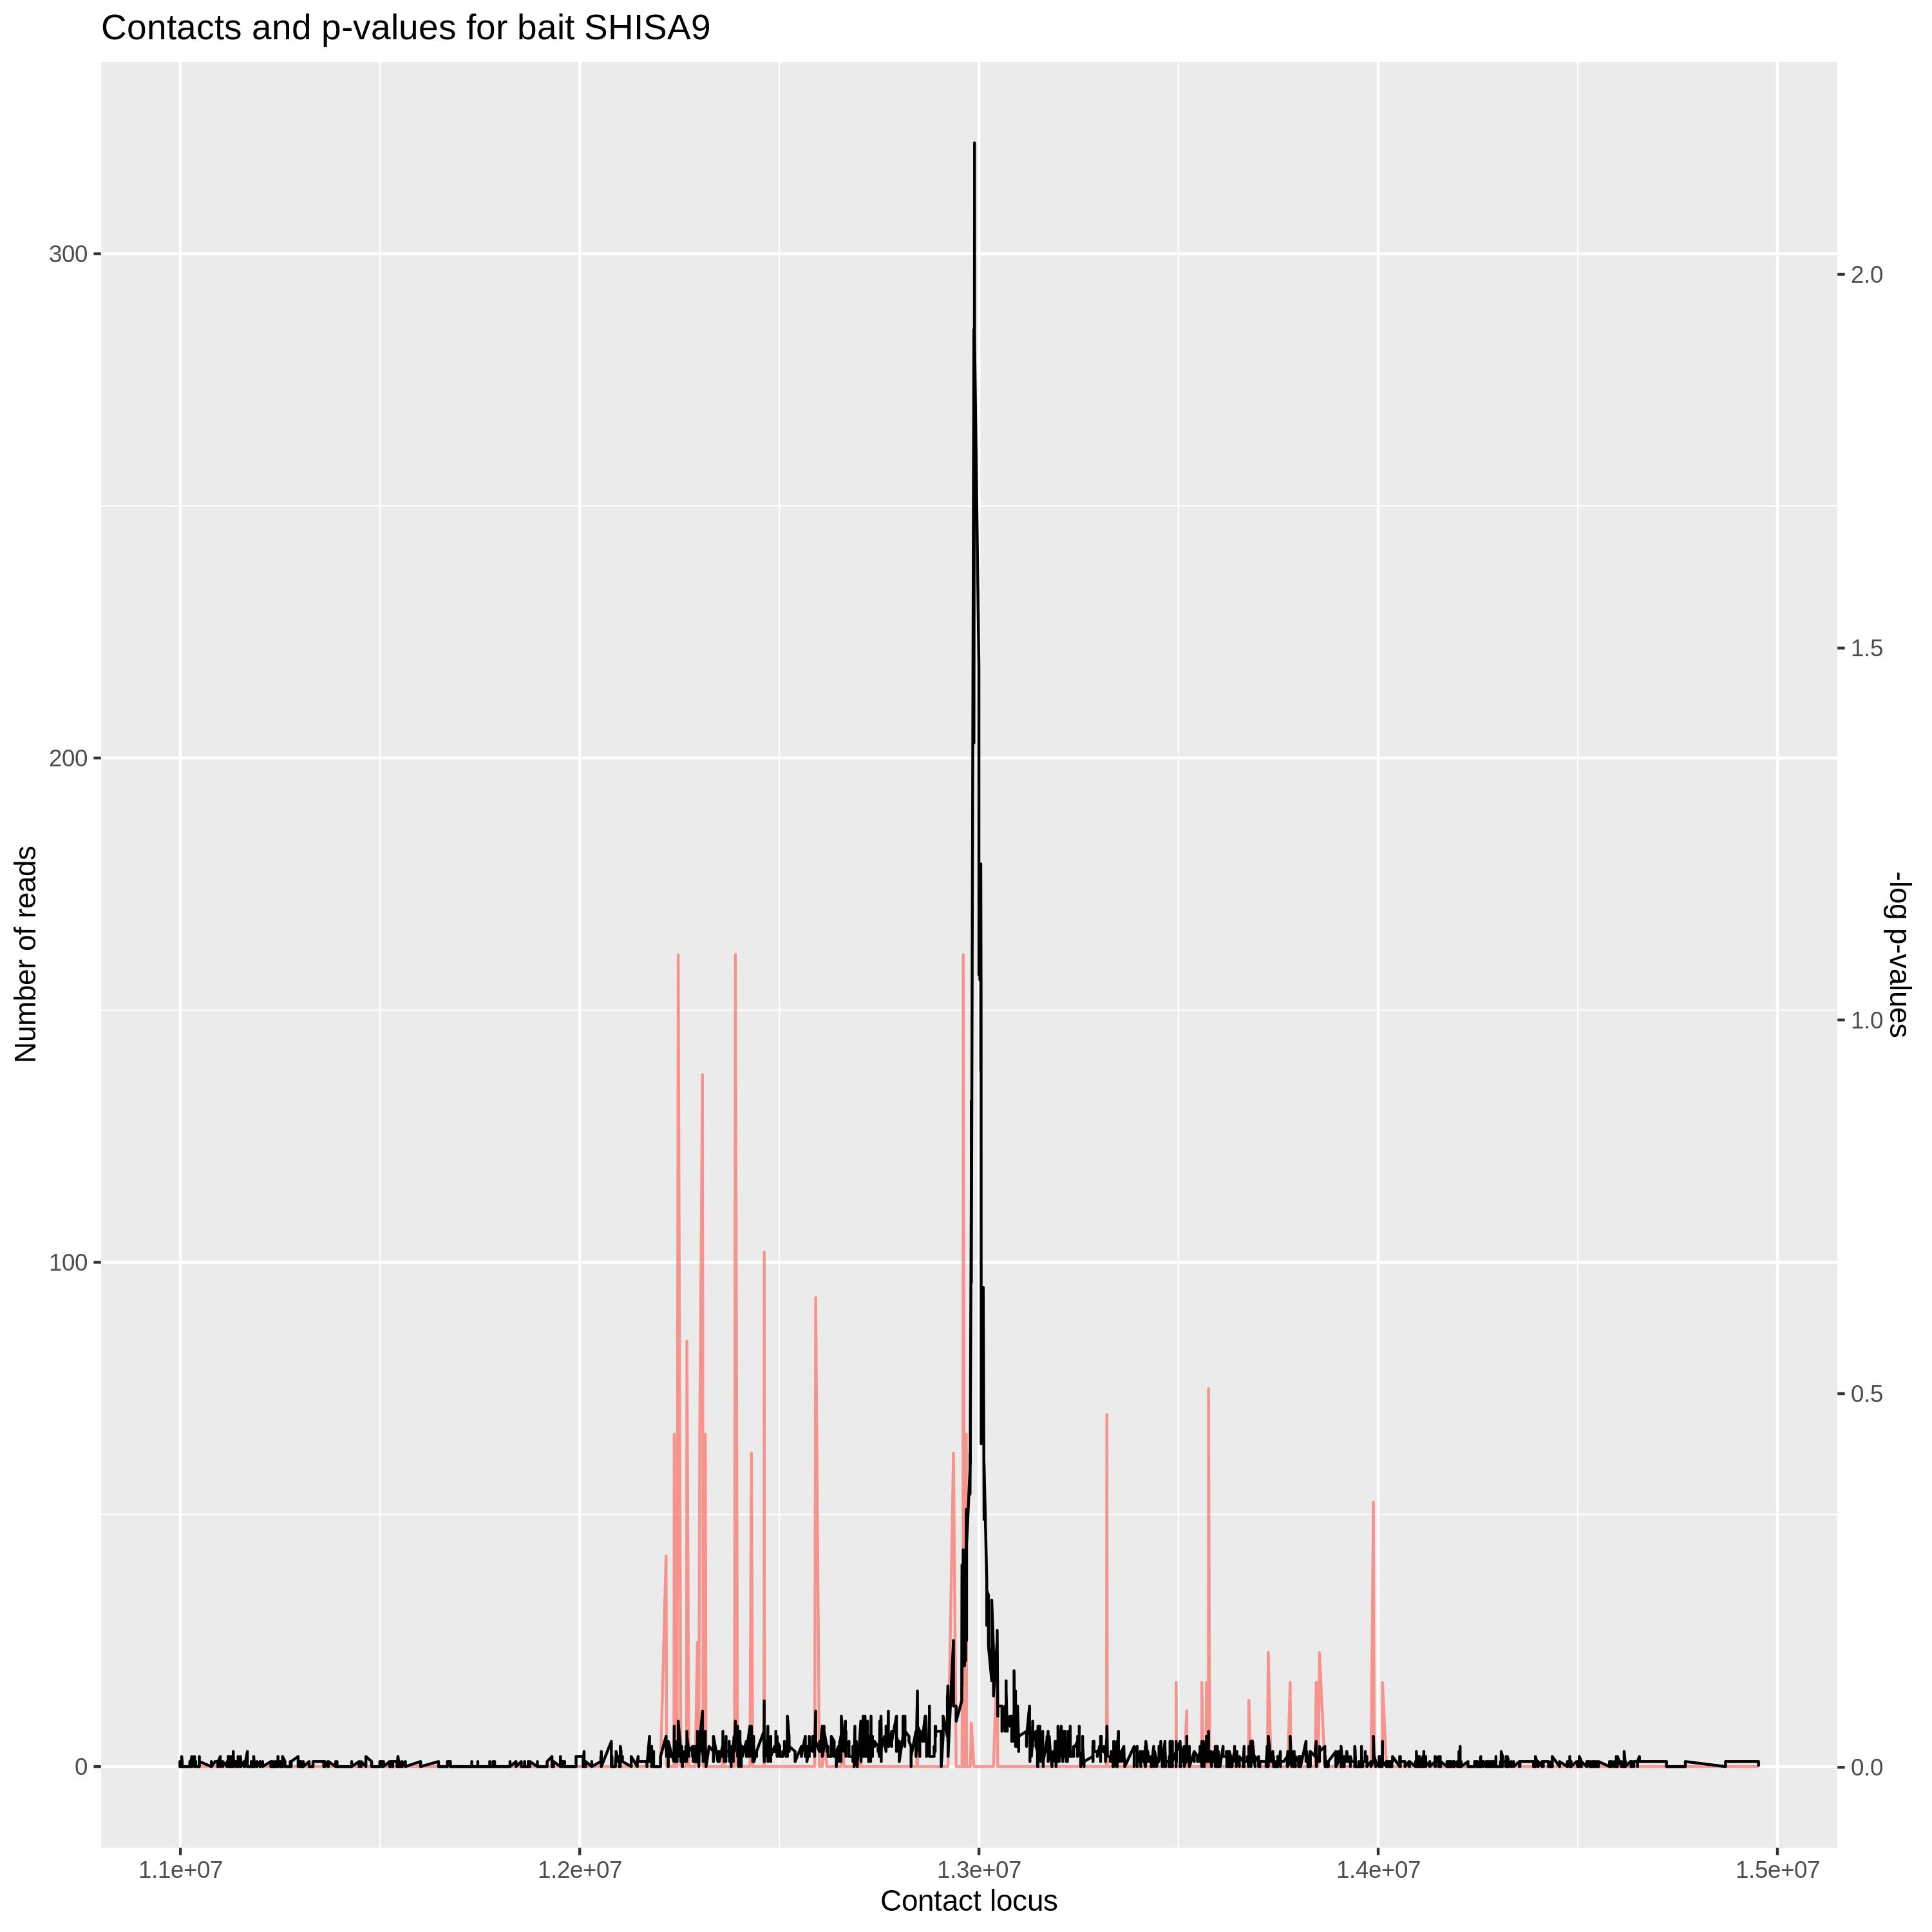 Contacts and p-values for bait SHISA9
300
200
100
0
Number of reads
2.0
1.5
1.0
0.5
0.0
-log p-values
1.1e+07 1.2e+07 1.3e+07 1.4e+07 1.5e+07
Contact locus